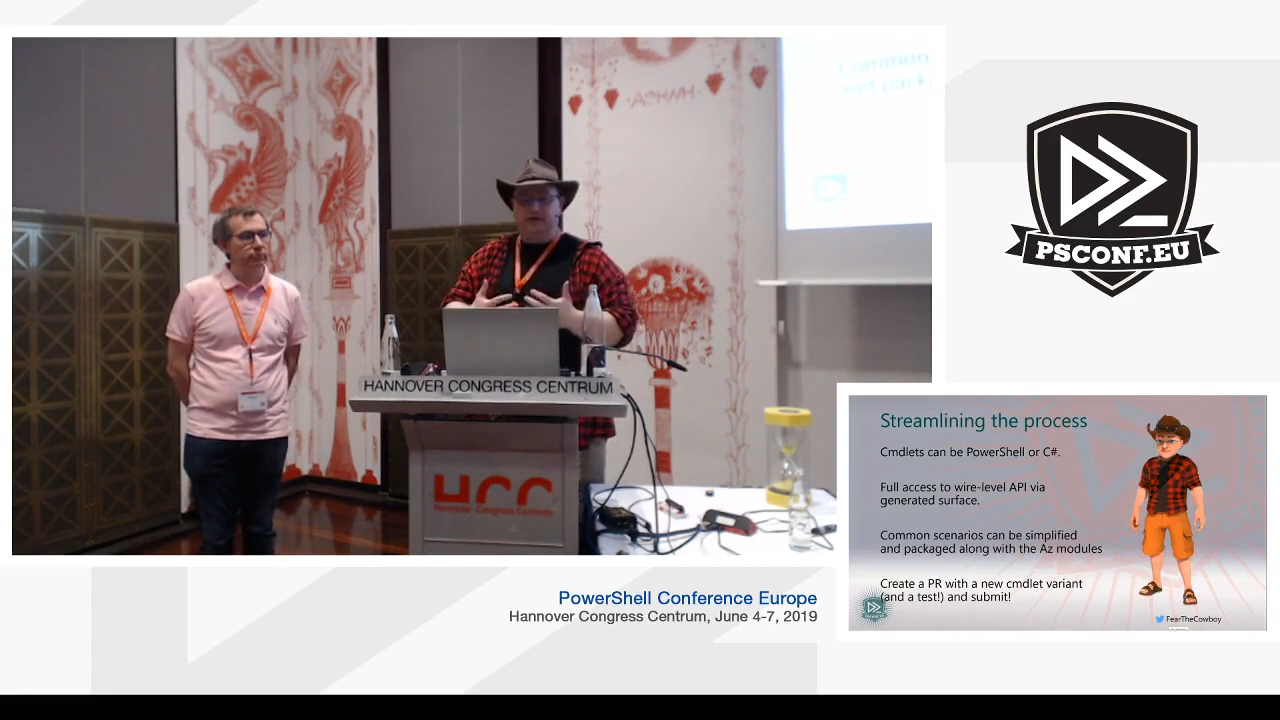 Common
and pack
HANNOVER CONGRESS CENTRUM
HCC
Hannover Congress Centrum
PSCONF.EU
Streamlining the process
Cmdlets can be PowerShell or C#.
Full access to wire-level API via
generated surface.
Common scenarios can be simplified
and packaged along with the Az modules
Create a PR with a new cmdlet variant
(and a test!) and submit!
FearTheCowboy
PowerShell Conference Europe
Hannover Congress Centrum, June 4-7, 2019